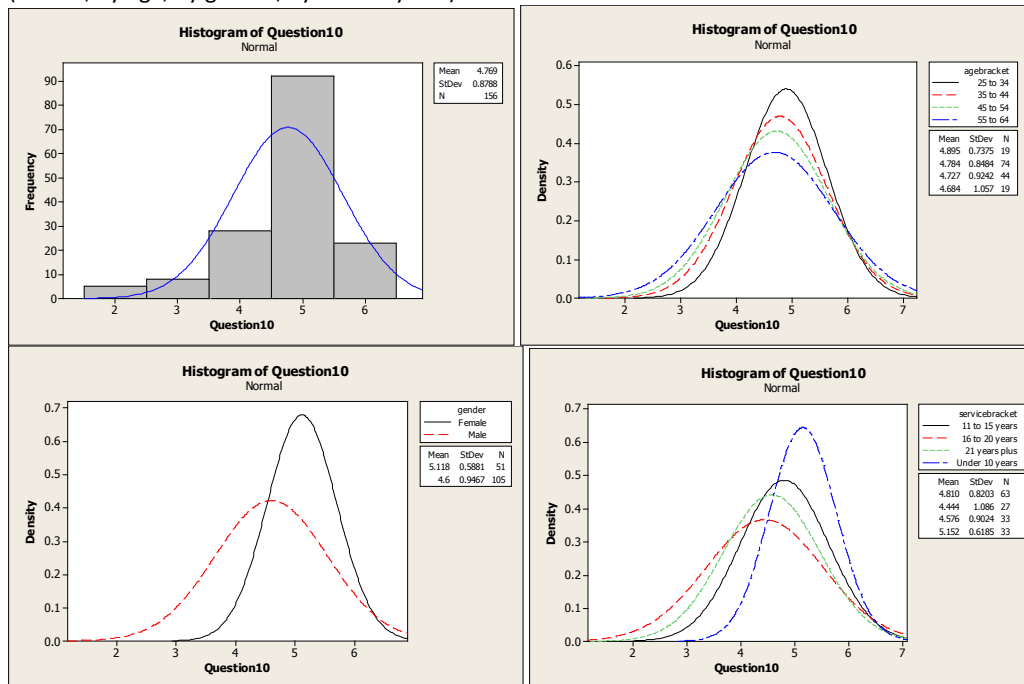 by age, by gender, by
Histogram of Question10
Normal
Mean 4.769
StDev 0.8788
N 156
Frequency
90
80
70
60
50
40
30
20
10
0
2 3 4 5 6
Question10
Histogram of Question10
Normal
agebracket
25 to 34
35 to 44
45 to 54
55 to 64
Mean StDev N
4.895 0.7375 19
4.784 0.8484 74
4.727 0.9242 44
4.684 1.057 19
Density
0.6
0.5
0.4
0.3
0.2
0.1
0.0
2 3 4 5 6 7
Question10
Histogram of Question10
Normal
gender
Female
Male
Mean StDev N
5.118 0.5881 51
4.6 0.9467 105
Density
0.7
0.6
0.5
0.4
0.3
0.2
0.1
0.0
2 3 4 5 6
Question10
Histogram of Question10
Normal
servicebracket
11 to 15 years
16 to 20 years
21 years plus
Under 10 years
Mean StDev N
4.810 0.8203 63
4.444 1.086 27
4.576 0.9024 33
5.152 0.6185 33
Density
0.7
0.6
0.5
0.4
0.3
0.2
0.1
0.0
2 3 4 5 6 7
Question10